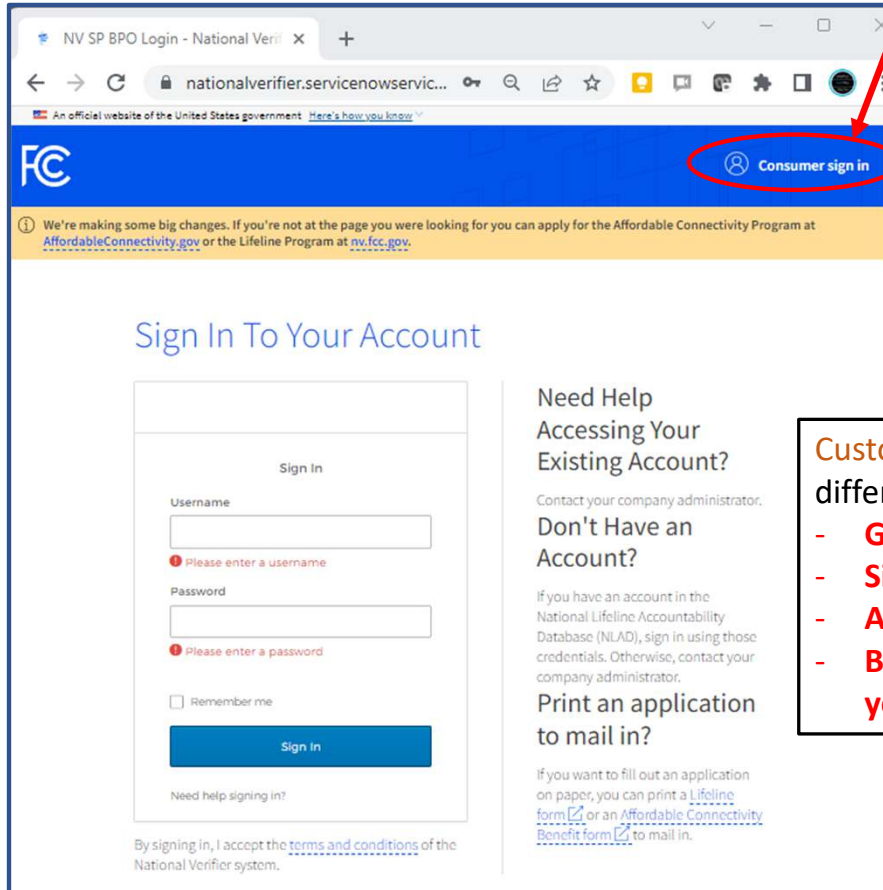 NV SP BPO Login - National Verif
nationalverifier.servicenowservic...
An official website of the United States government Here's how you know
FCC
Consumer sign in
We're making some big changes. If you're not at the page you were looking for you can apply for the Affordable Connectivity Program at
AffordableConnectivity.gov or the Lifeline Program at nv.fcc.gov.
Sign In To Your Account
Sign In
Username
Please enter a username
Password
Please enter a password
Remember me
Sign In
Need help signing in?
By signing in, I accept the terms and conditions of the
National Verifier system.
Need Help
Accessing Your
Existing Account?
Contact your company administrator.
Don't Have an
Account?
If you have an account in the
National Lifeline Accountability
Database (NLAD), sign in using those
credentials. Otherwise, contact your
company administrator.
Print an application
to mail in?
If you want to fill out an application
on paper, you can print a Lifeline
form or an Affordable Connectivity
Benefit form to mail in.